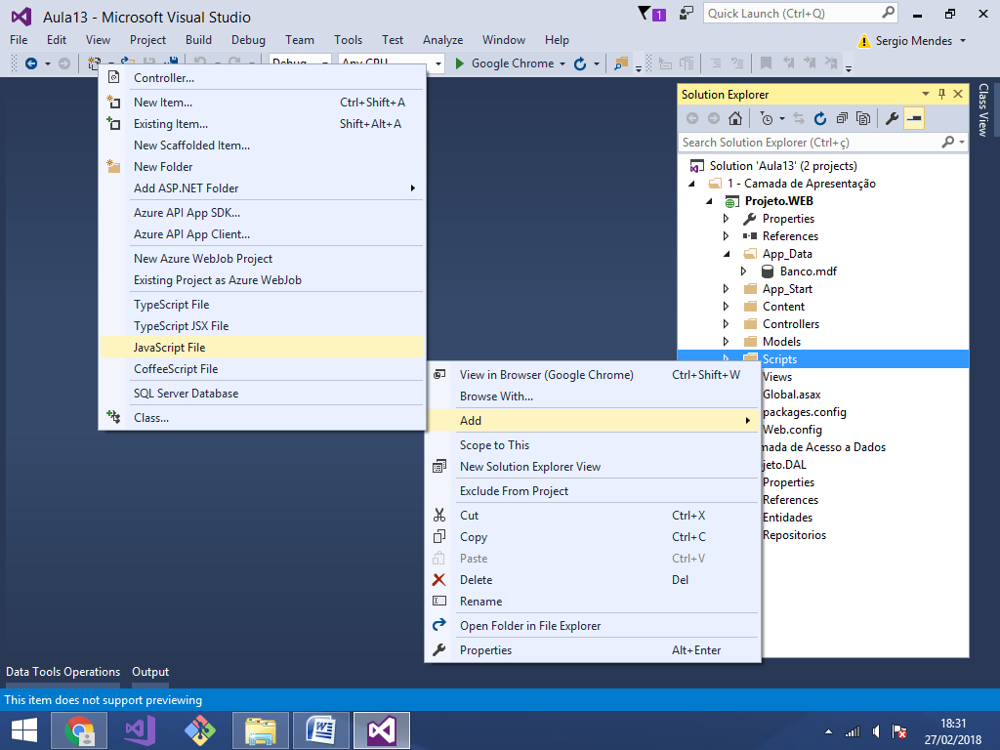 Aula13 - Microsoft Visual Studio
1
Quick Launch (Ctrl+Q)
File Edit View Project Build Debug Team Tools Test Analyze Window Help
Sergio Mendes
Debug Any CPU Google Chrome
Controller...
New Item... Ctrl+Shift+A
Existing Item... Shift+Alt+A
New Scaffolded Item...
New Folder
Add ASP.NET Folder
Azure API App SDK...
Azure API App Client...
New Azure WebJob Project
Existing Project as Azure WebJob
TypeScript File
TypeScript JSX File
JavaScript File
CoffeeScript File
SQL Server Database
Class...
View in Browser (Google Chrome) Ctrl+Shift+W
Browse With...
Add
Scope to This
New Solution Explorer View
Exclude From Project
Cut Ctrl+X
Copy Ctrl+C
Paste Ctrl+V
Delete Del
Rename
Open Folder in File Explorer
Properties Alt+Enter
Solution Explorer
Search Solution Explorer (Ctrl+ç)
Solution 'Aula13' (2 projects)
1 - Camada de Apresentação
Projeto.WEB
Properties
References
App_Data
Banco.mdf
App_Start
Content
Controllers
Models
Scripts
Views
Global.asax
packages.config
Web.config
mada de Acesso a Dados
jeto.DAL
Properties
References
Entidades
Repositorios
Class View
Data Tools Operations Output
This item does not support previewing
18:31
27/02/2018